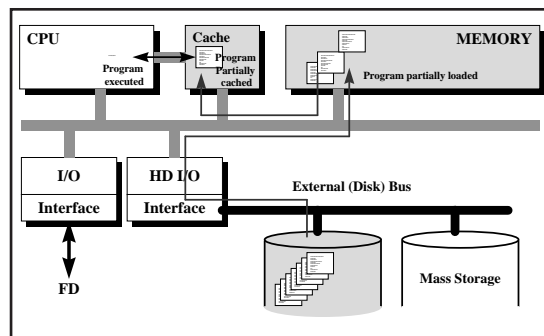 CPU
Program
executed
Cache
Program
Partially
cached
MEMORY
Program partially loaded
I/O
Interface
HD I/O
Interface
External (Disk) Bus
FD
Mass Storage